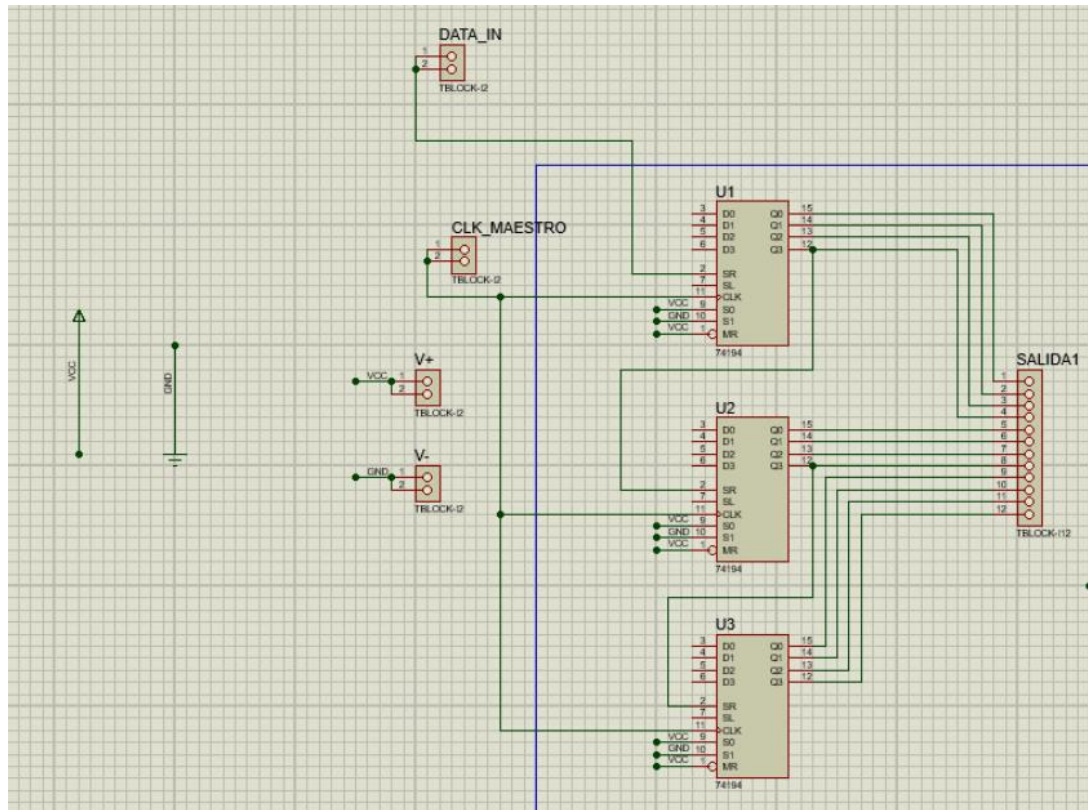 DATA_IN
1
2
TBLOCK-I2
CLK_MAESTRO
1
2
TBLOCK-I2
VCC
GND
V+
VCC 1
2
TBLOCK-I2
V-
GND 1
2
TBLOCK-I2
U1
3 D0 Q0 15
4 D1 Q1 14
5 D2 Q2 13
6 D3 Q3 12
2 SR
7 SL
11 CLK
VCC 9 S0
GND 10 S1
VCC 1 MR
74194
U2
3 D0 Q0 15
4 D1 Q1 14
5 D2 Q2 13
6 D3 Q3 12
2 SR
7 SL
11 CLK
VCC 9 S0
GND 10 S1
VCC 1 MR
74194
U3
3 D0 Q0 15
4 D1 Q1 14
5 D2 Q2 13
6 D3 Q3 12
2 SR
7 SL
11 CLK
VCC 9 S0
GND 10 S1
VCC 1 MR
74194
SALIDA1
1
2
3
4
5
6
7
8
9
10
11
12
TBLOCK-I12